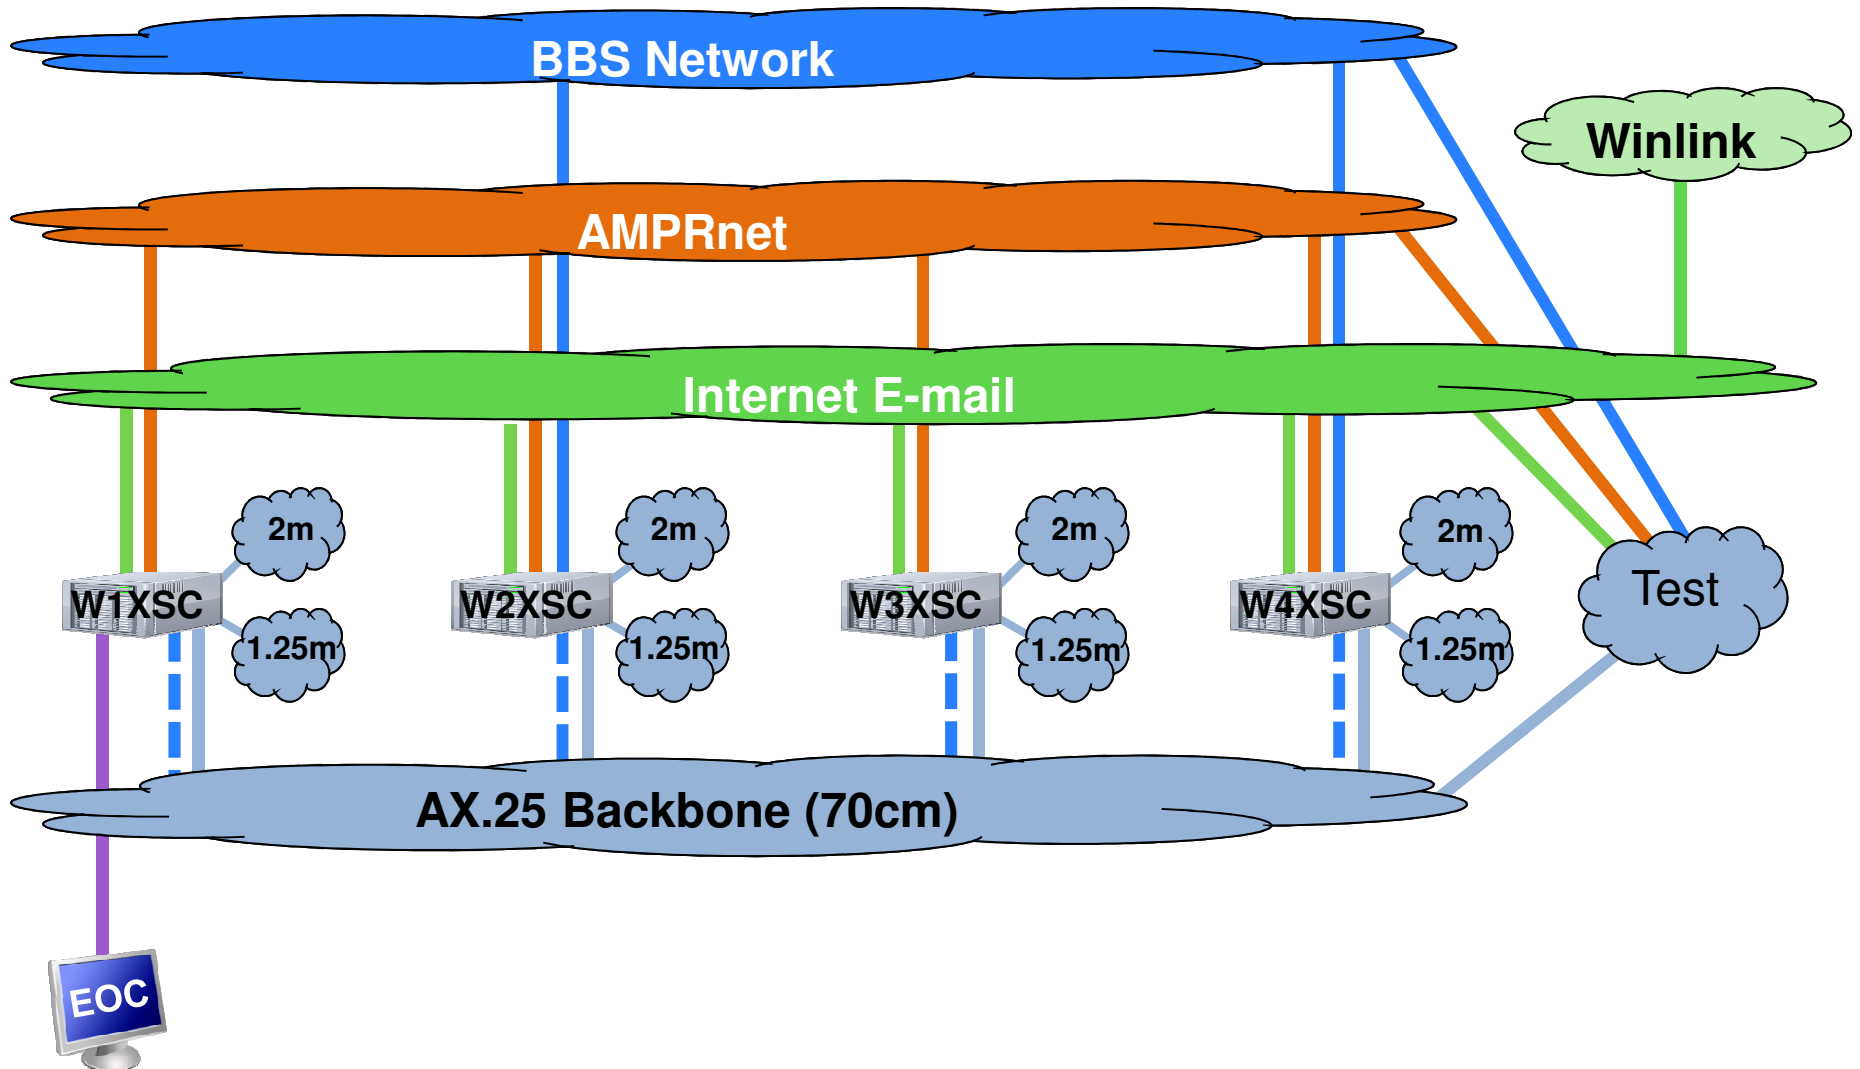 BBS Network
Winlink
AMPRnet
Internet E-mail
2m
2m
2m
2m
W1XSC
W2XSC
W3XSC
W4XSC
Test
1.25m
1.25m
1.25m
1.25m
AX.25 Backbone (70cm)
EOC